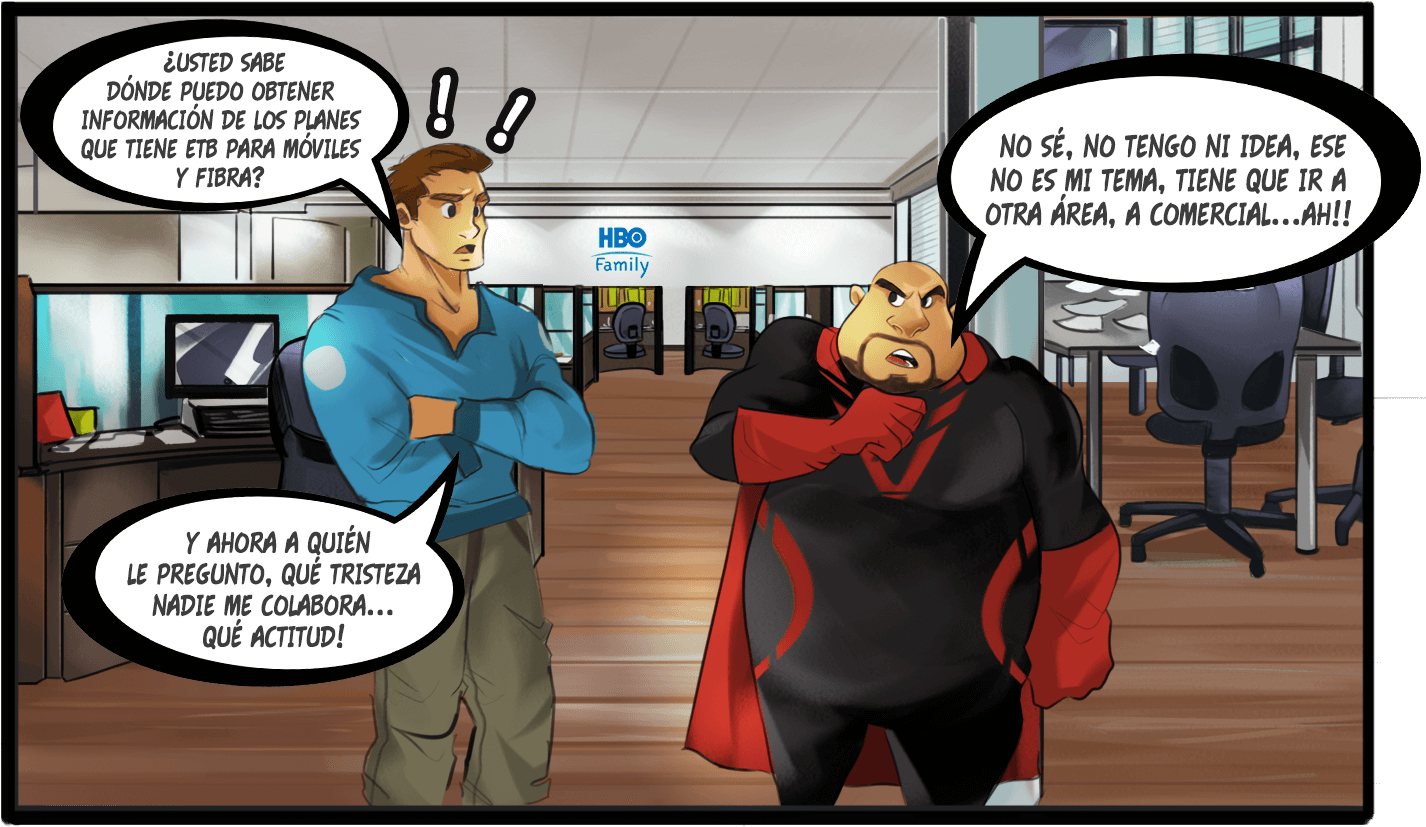 ¿USTED SABE
DÓNDE PUEDO OBTENER
INFORMACIÓN DE LOS PLANES
QUE TIENE ETB PARA MÓVILES
Y FIBRA?
! !
NO SÉ, NO TENGO NI IDEA, ESE
NO ES MI TEMA, TIENE QUE IR A
OTRA ÁREA, A COMERCIAL...AH!!
HBO
Family
Y AHORA A QUIÉN
LE PREGUNTO, QUÉ TRISTEZA
NADIE ME COLABORA...
QUÉ ACTITUD!